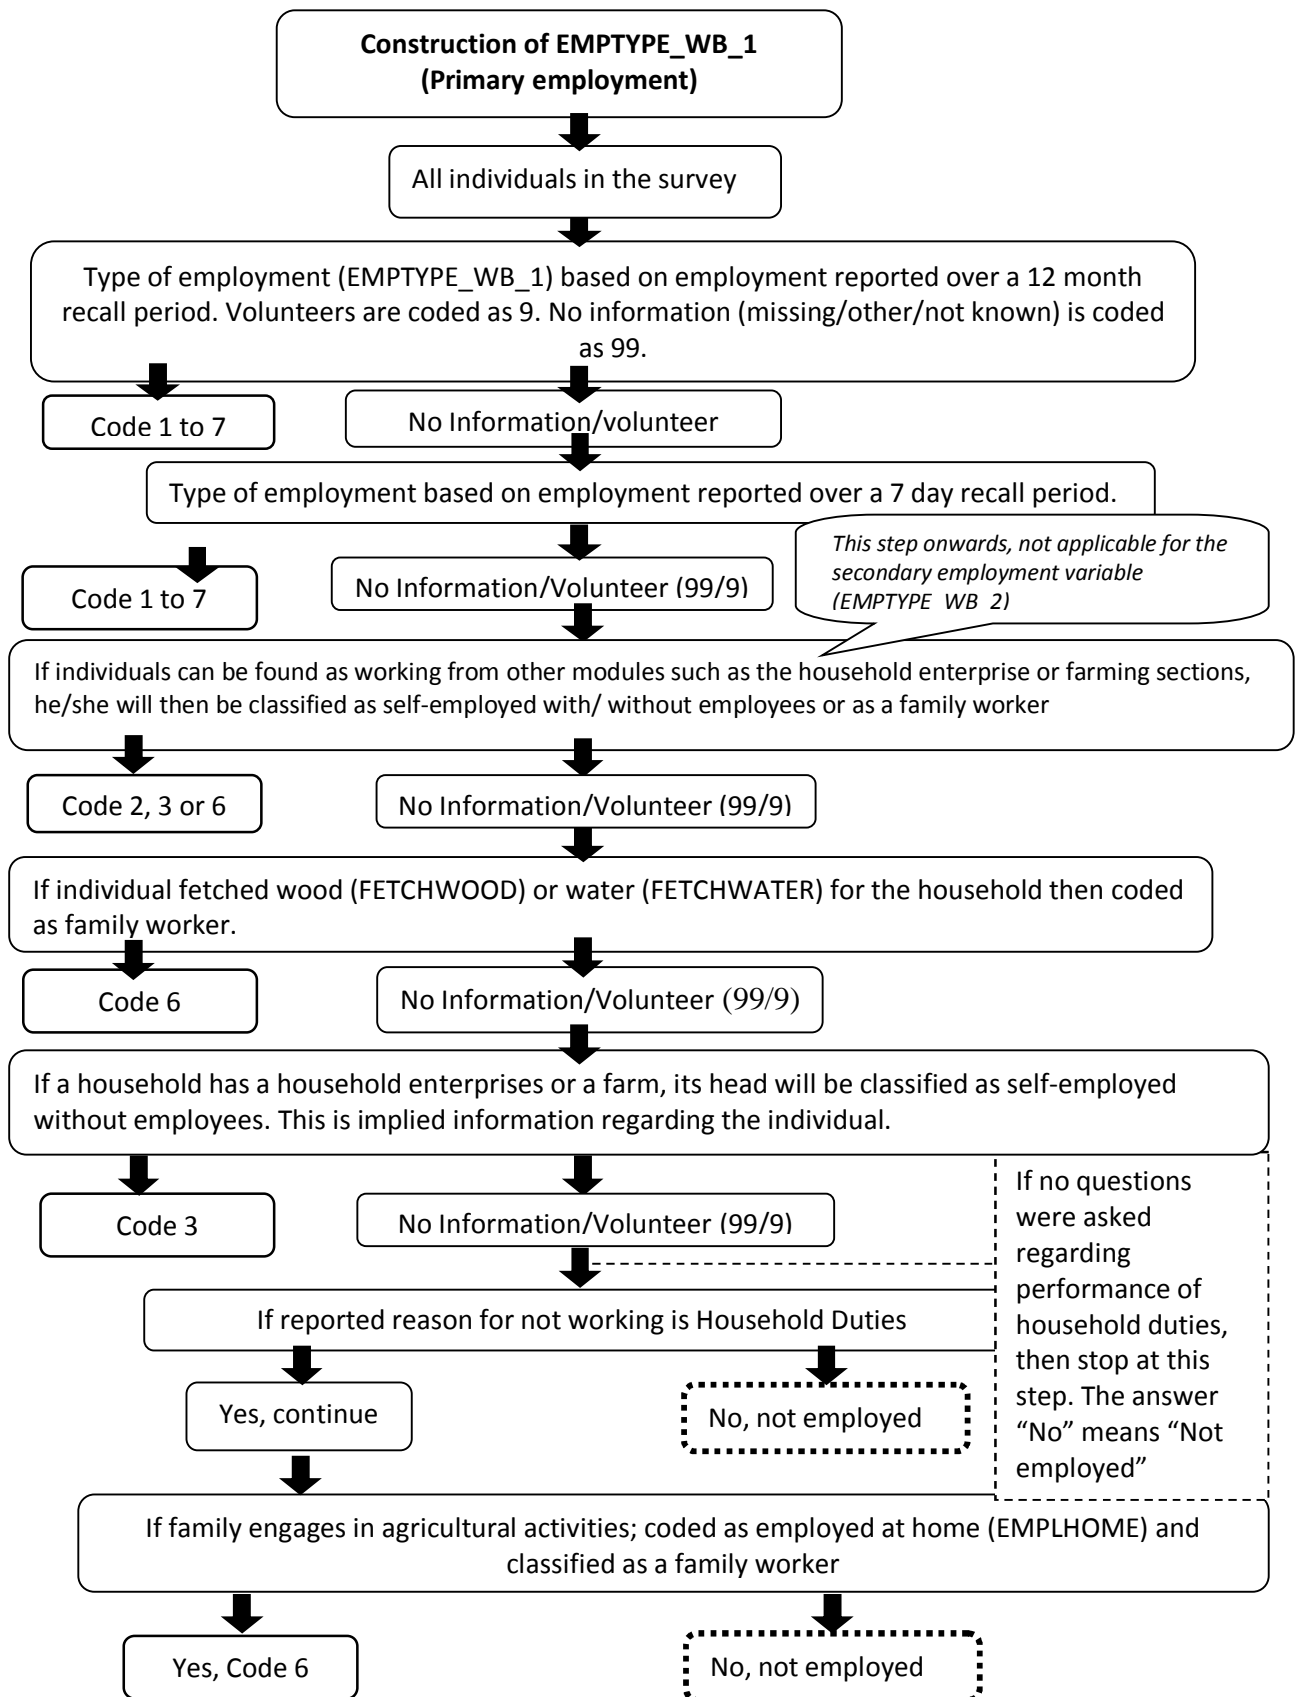 Construction of EMPTYPE_WB_1
(Primary employment)
All individuals in the survey
Type of employment (EMPTYPE_WB_1) based on employment reported over a 12 month
recall period. Volunteers are coded as 9. No information (missing/other/not known) is coded
as 99.
Code 1 to 7
No Information/volunteer
Type of employment based on employment reported over a 7 day recall period.
This step onwards, not applicable for the
secondary employment variable
(EMPTYPE_WB_2)
Code 1 to 7
No Information/Volunteer (99/9)
If individuals can be found as working from other modules such as the household enterprise or farming sections,
he/she will then be classified as self-employed with/ without employees or as a family worker
Code 2, 3 or 6
No Information/Volunteer (99/9)
If individual fetched wood (FETCHWOOD) or water (FETCHWATER) for the household then coded
as family worker.
Code 6
No Information/Volunteer (99/9)
If a household has a household enterprises or a farm, its head will be classified as self-employed
without employees. This is implied information regarding the individual.
Code 3
No Information/Volunteer (99/9)
If no questions
were asked
regarding
performance of
household duties,
then stop at this
step. The answer
“No” means “Not
employed”
If reported reason for not working is Household Duties
Yes, continue
No, not employed
If family engages in agricultural activities; coded as employed at home (EMPLHOME) and
classified as a family worker
Yes, Code 6
No, not employed